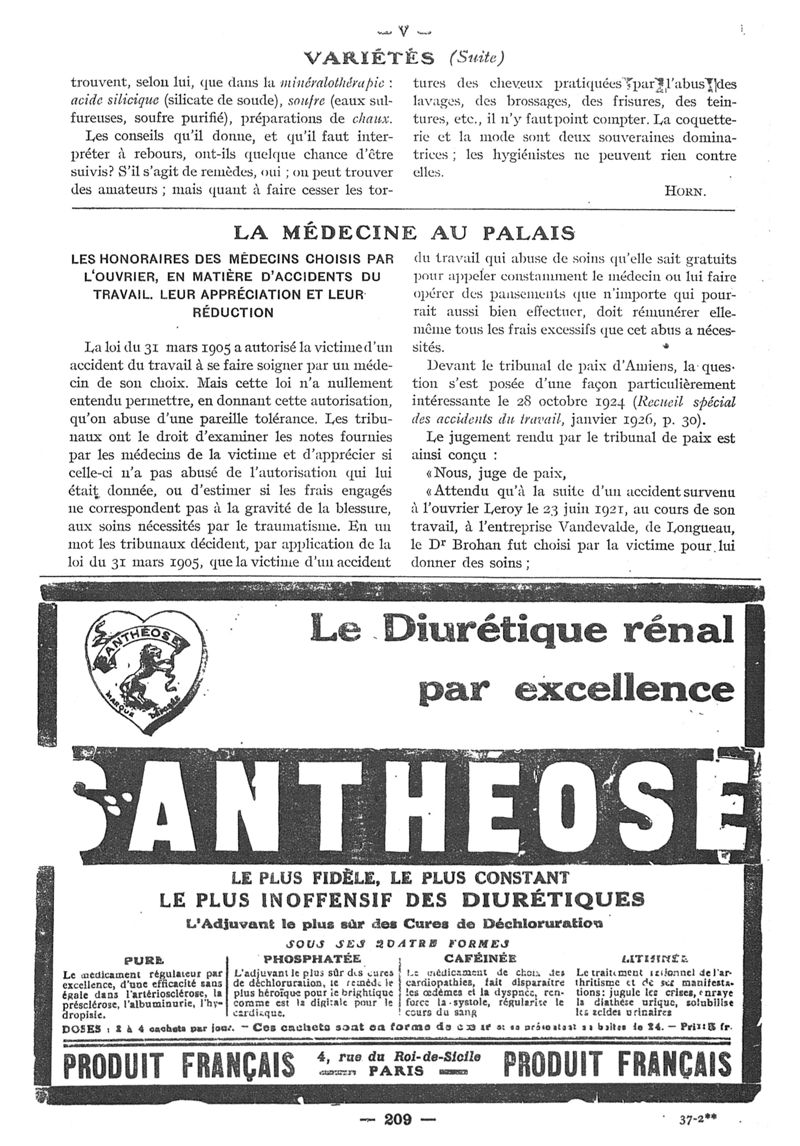 — V —
VARIÉTÉS (Suite)
trouvent, selon lui, que dans la minéralothérapie :
acide silicique (silicate de soude), soufre (eaux sul-
fureuses, soufre purifié), préparations de chaux.
Les conseils qu'il donne, et qu'il faut inter-
préter à rebours, ont-ils quelque chance d'être
suivis? S'il s'agit de remèdes, oui ; on peut trouver
des amateurs ; mais quant à faire cesser les tor-
tures des cheveux pratiquées par l'abus des
lavages, des brossages, des frisures, des tein-
tures, etc., il n'y faut point compter. La coquette-
rie et la mode sont deux souveraines domina-
trices ; les hygiénistes ne peuvent rien contre
elles.
HORN.
LA MÉDECINE AU PALAIS
LES HONORAIRES DES MÉDECINS CHOISIS PAR
L'OUVRIER, EN MATIÈRE D'ACCIDENTS DU
TRAVAIL. LEUR APPRÉCIATION ET LEUR
RÉDUCTION
La loi du 31 mars 1905 a autorisé la victime d'un
accident du travail à se faire soigner par un méde-
cin de son choix. Mais cette loi n'a nullement
entendu permettre, en donnant cette autorisation,
qu'on abuse d'une pareille tolérance. Les tribu-
naux ont le droit d'examiner les notes fournies
par les médecins de la victime et d'apprécier si
celle-ci n'a pas abusé de l'autorisation qui lui
était donnée, ou d'estimer si les frais engagés
ne correspondent pas à la gravité de la blessure,
aux soins nécessités par le traumatisme. En un
mot les tribunaux décident, par application de la
loi du 31 mars 1905, que la victime d'un accident
du travail qui abuse de soins qu'elle sait gratuits
pour appeler constamment le médecin ou lui faire
opérer des pansements que n'importe qui pour-
rait aussi bien effectuer, doit rémunérer elle-
même tous les frais excessifs que cet abus a néces-
sités.
Devant le tribunal de paix d'Amiens, la ques-
tion s'est posée d'une façon particulièrement
intéressante le 28 octobre 1924 (Recueil spécial
des accidents du travail, janvier 1926, p. 30).
Le jugement rendu par le tribunal de paix est
ainsi conçu :
« Nous, juge de paix,
« Attendu qu'à la suite d'un accident survenu
à l'ouvrier Leroy le 23 juin 1921, au cours de son
travail, à l'entreprise Vandevalde, de Longueau,
le Dr Brohan fut choisi par la victime pour lui
donner des soins ;
SANTHÉOSE
MARQUE DÉPOSÉE
Le Diurétique rénal
par excellence
SANTHEOSE
LE PLUS FIDÈLE, LE PLUS CONSTANT
LE PLUS INOFFENSIF DES DIURÉTIQUES
L'Adjuvant le plus sûr des Cures de Déchloruration
SOUS SES QUATRE FORMES
PURE
Le médicament régulateur par
excellence, d'une efficacité sans
égale dans l'artériosclérose, la
présclérose, l'albuminurie, l'hy-
dropisie.
PHOSPHATÉE
L'adjuvant le plus sûr des cures
de déchloruration, le remède le
plus héroïque pour le brightique
comme est la digitale pour le
cardiaque.
CAFÉINÉE
Le médicament de choix des
cardiopathies, fait disparaître
les œdèmes et la dyspnée, ren-
force la systole, régularise le
cours du sang
LITHINÉE
Le traitement rationnel de l'ar-
thritisme et de ses manifesta-
tions: jugule les crises, enraye
la diathèse urique, solubilise
les acides urinaires
DOSES : 2 à 4 cachets par jour. — Ces cachets sont en forme de cœur et se présentent en boîtes de 24. — Prix 5 fr.
PRODUIT FRANÇAIS
4, rue du Roi-de-Sicile
PARIS
PRODUIT FRANÇAIS
— 209 —
37-2**